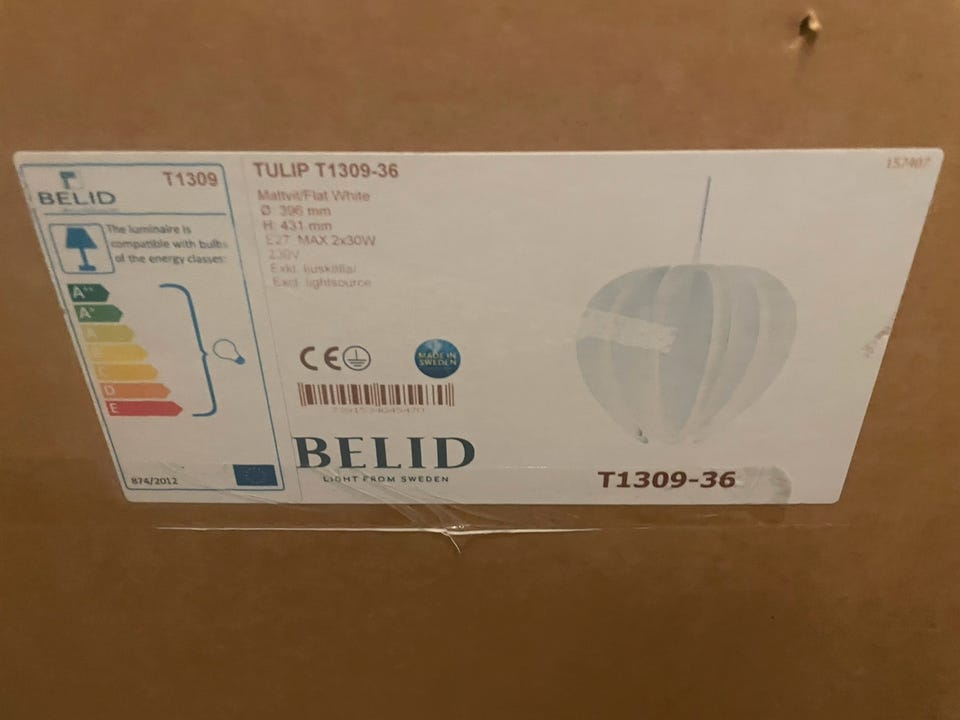 BELID
T1309
The luminaire is
compatible with bulbs
of the energy classes:
A++
A+
A
B
C
D
E
874/2012
TULIP T1309-36
Mattvit/Flat White
Ø: 396 mm
H: 431 mm
E27 MAX 2x30W
230V
Exkl. ljuskälla/
Excl. lightsource
CE
MADE IN
SWEDEN
BELID
LIGHT FROM SWEDEN
157407
T1309-36